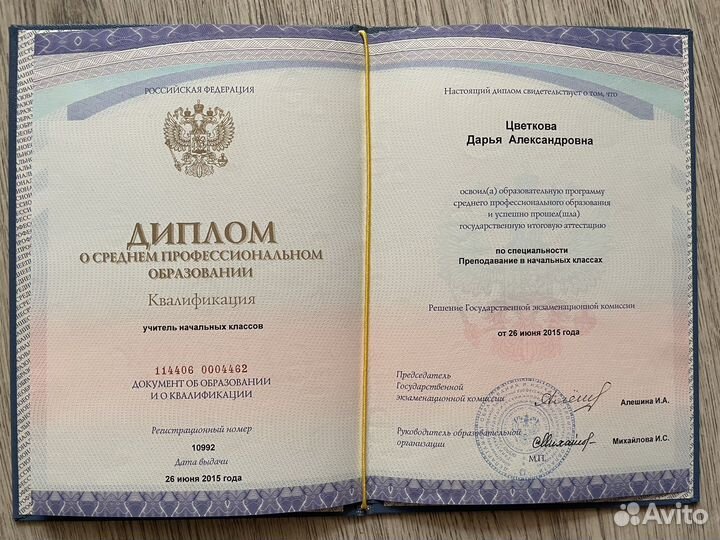 РОССИЙСКАЯ ФЕДЕРАЦИЯ
ДИПЛОМ
О СРЕДНЕМ ПРОФЕССИОНАЛЬНОМ
ОБРАЗОВАНИИ
Квалификация
учитель начальных классов
114406 0004462
ДОКУМЕНТ ОБ ОБРАЗОВАНИИ
И О КВАЛИФИКАЦИИ
Регистрационный номер
10992
Дата выдачи
26 июня 2015 года
Настоящий диплом свидетельствует о том, что
Цветкова
Дарья Александровна
освоил(а) образовательную программу
среднего профессионального образования
и успешно прошел(шла)
государственную итоговую аттестацию
по специальности
Преподавание в начальных классах
Решение Государственной экзаменационной комиссии
от 26 июня 2015 года
Председатель
Государственной
экзаменационной комиссии
Алешина И.А.
Руководитель образовательной
организации
Михайлова И.С.
М.П.
Avito